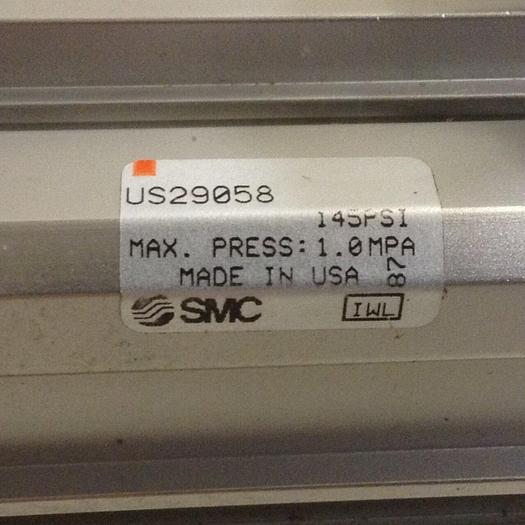 US29058
145PSI
MAX. PRESS: 1.0MPA
MADE IN USA
87
SMC
IWL